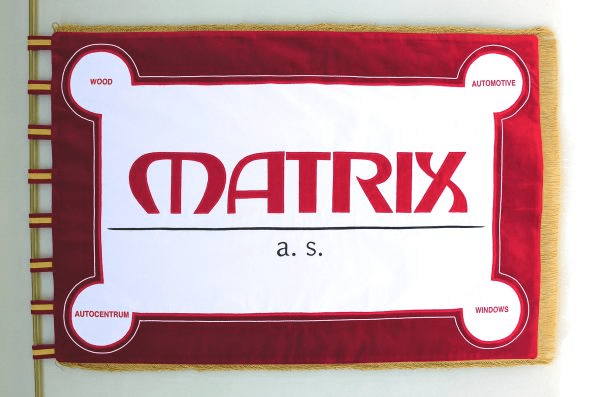 WOOD
AUTOMOTIVE
MATRIX
a. s.
AUTOCENTRUM
WINDOWS